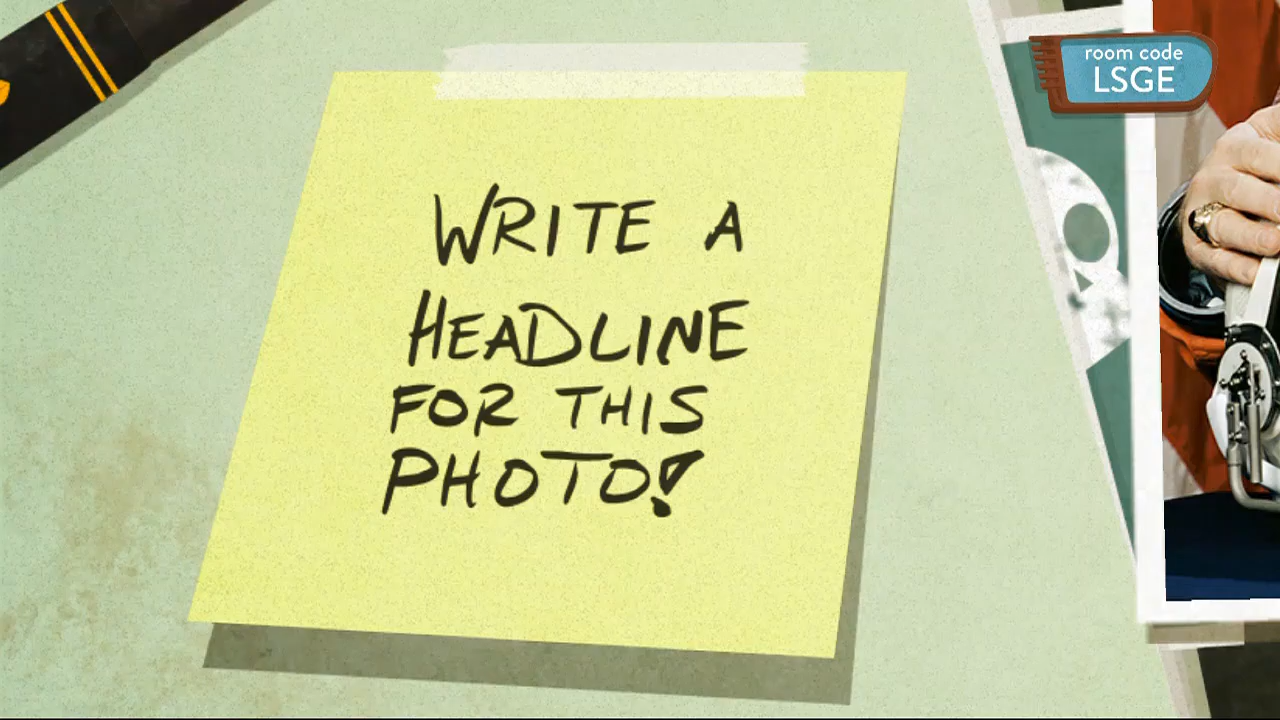 room code
LSGE
WRITE A
HEADLINE
FOR THIS
PHOTO!